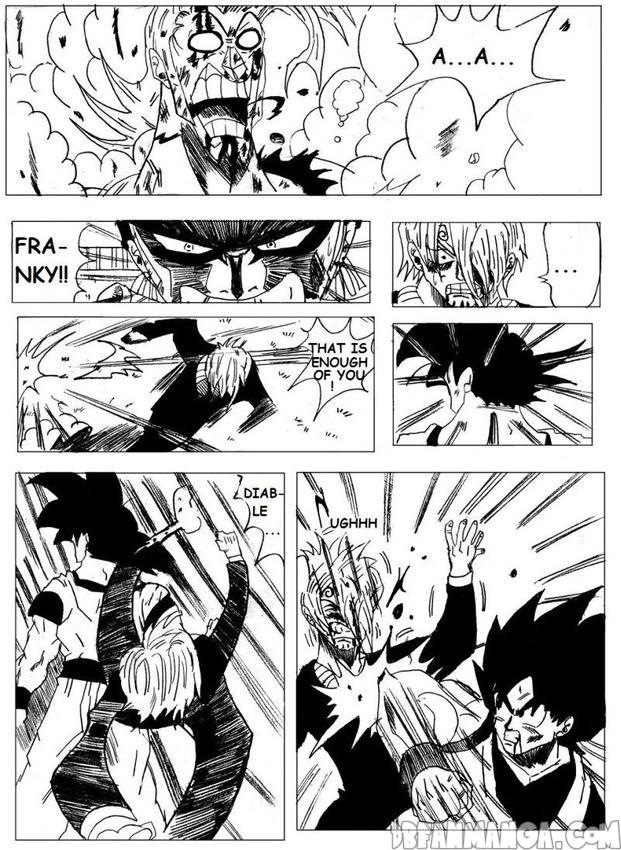 A...A...
FRA-
NKY!!
...
THAT IS
ENOUGH
OF YOU
!
DIAB-
LE
...
UGHHH
DBFANMANGA.COM